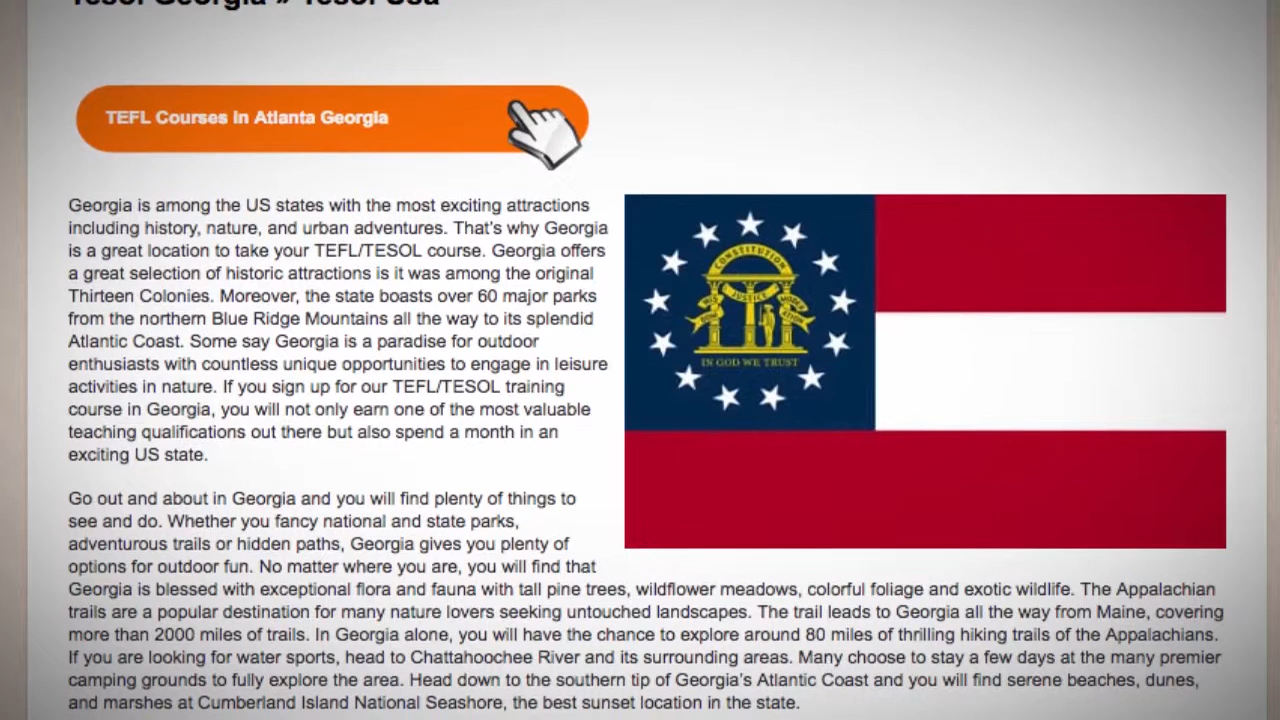 Tesol Georgia » Tesol Usa
TEFL Courses in Atlanta Georgia
Georgia is among the US states with the most exciting attractions
including history, nature, and urban adventures. That's why Georgia
is a great location to take your TEFL/TESOL course. Georgia offers
a great selection of historic attractions is it was among the original
Thirteen Colonies. Moreover, the state boasts over 60 major parks
from the northern Blue Ridge Mountains all the way to its splendid
Atlantic Coast. Some say Georgia is a paradise for outdoor
enthusiasts with countless unique opportunities to engage in leisure
activities in nature. If you sign up for our TEFL/TESOL training
course in Georgia, you will not only earn one of the most valuable
teaching qualifications out there but also spend a month in an
exciting US state.
CONSTITUTION
JUSTICE
WISDOM
MODERATION
IN GOD WE TRUST
Go out and about in Georgia and you will find plenty of things to
see and do. Whether you fancy national and state parks,
adventurous trails or hidden paths, Georgia gives you plenty of
options for outdoor fun. No matter where you are, you will find that
Georgia is blessed with exceptional flora and fauna with tall pine trees, wildflower meadows, colorful foliage and exotic wildlife. The Appalachian
trails are a popular destination for many nature lovers seeking untouched landscapes. The trail leads to Georgia all the way from Maine, covering
more than 2000 miles of trails. In Georgia alone, you will have the chance to explore around 80 miles of thrilling hiking trails of the Appalachians.
If you are looking for water sports, head to Chattahoochee River and its surrounding areas. Many choose to stay a few days at the many premier
camping grounds to fully explore the area. Head down to the southern tip of Georgia's Atlantic Coast and you will find serene beaches, dunes,
and marshes at Cumberland Island National Seashore, the best sunset location in the state.